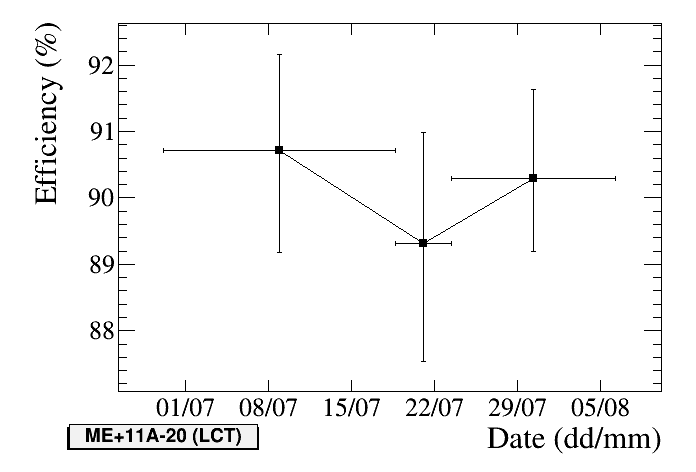 Efficiency (%)
92
91
90
89
88
01/07 08/07 15/07 22/07 29/07 05/08
ME+11A-20 (LCT)
Date (dd/mm)